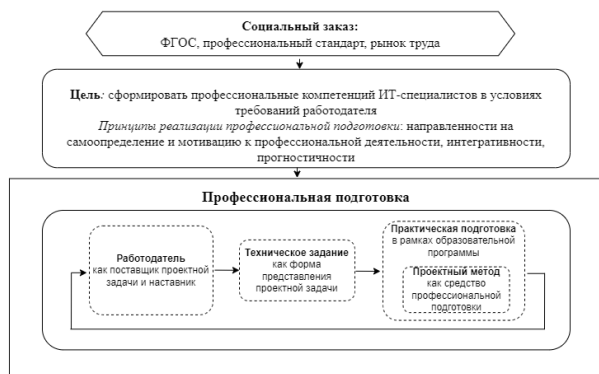 Социальный заказ:
ФГОС, профессиональный стандарт, рынок труда
Цель: сформировать профессиональные компетенций ИТ-специалистов в условиях
требований работодателя
Принципы реализации профессиональной подготовки: направленности на
самоопределение и мотивацию к профессиональной деятельности, интегративности,
прогностичности
Профессиональная подготовка
Работодатель
как поставщик проектной
задачи и наставник
Техническое задание
как форма
представления
проектной задачи
Практическая подготовка
в рамках образовательной
программы
Проектный метод
как средство
профессиональной
подготовки